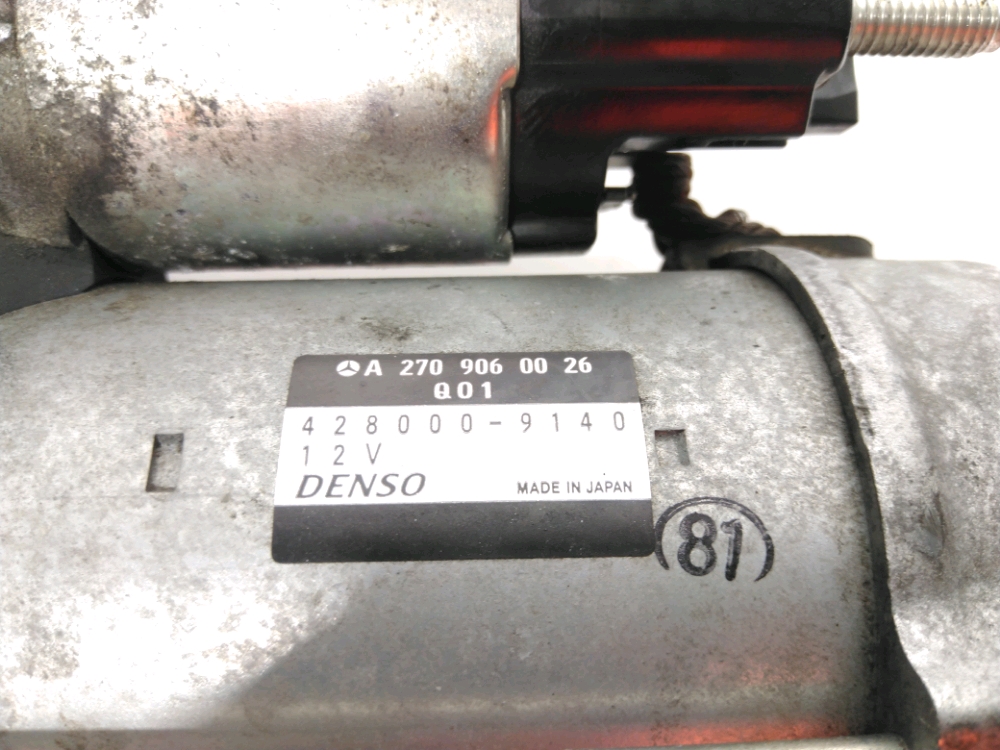 A 270 906 00 26
Q01
428000-9140
12V
DENSO MADE IN JAPAN
81